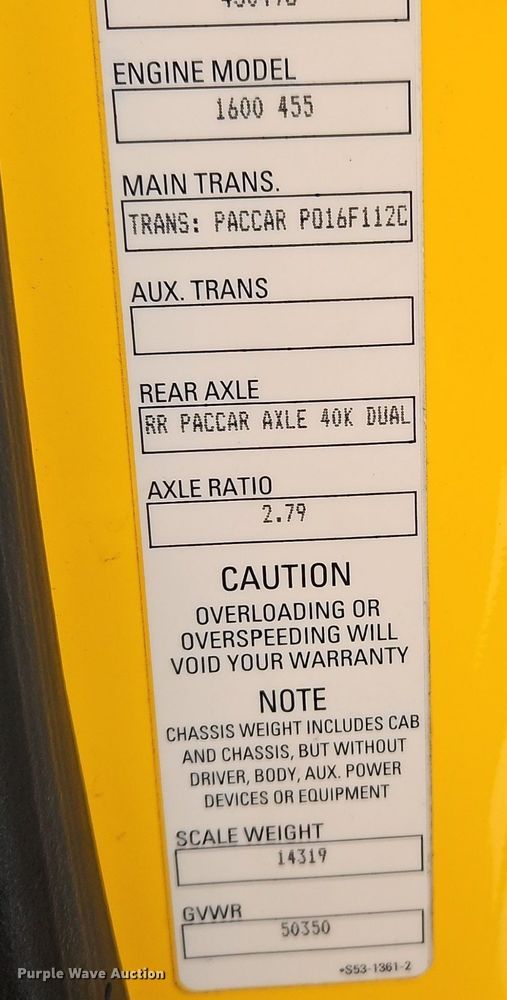 ENGINE MODEL
1600 455
MAIN TRANS.
TRANS: PACCAR PO16F112C
AUX. TRANS
REAR AXLE
RR PACCAR AXLE 40K DUAL
AXLE RATIO
2.79
CAUTION
OVERLOADING OR
OVERSPEEDING WILL
VOID YOUR WARRANTY
NOTE
CHASSIS WEIGHT INCLUDES CAB
AND CHASSIS, BUT WITHOUT
DRIVER, BODY, AUX. POWER
DEVICES OR EQUIPMENT
SCALE WEIGHT
14319
GVWR
50350
*S53-1361-2
Purple Wave Auction